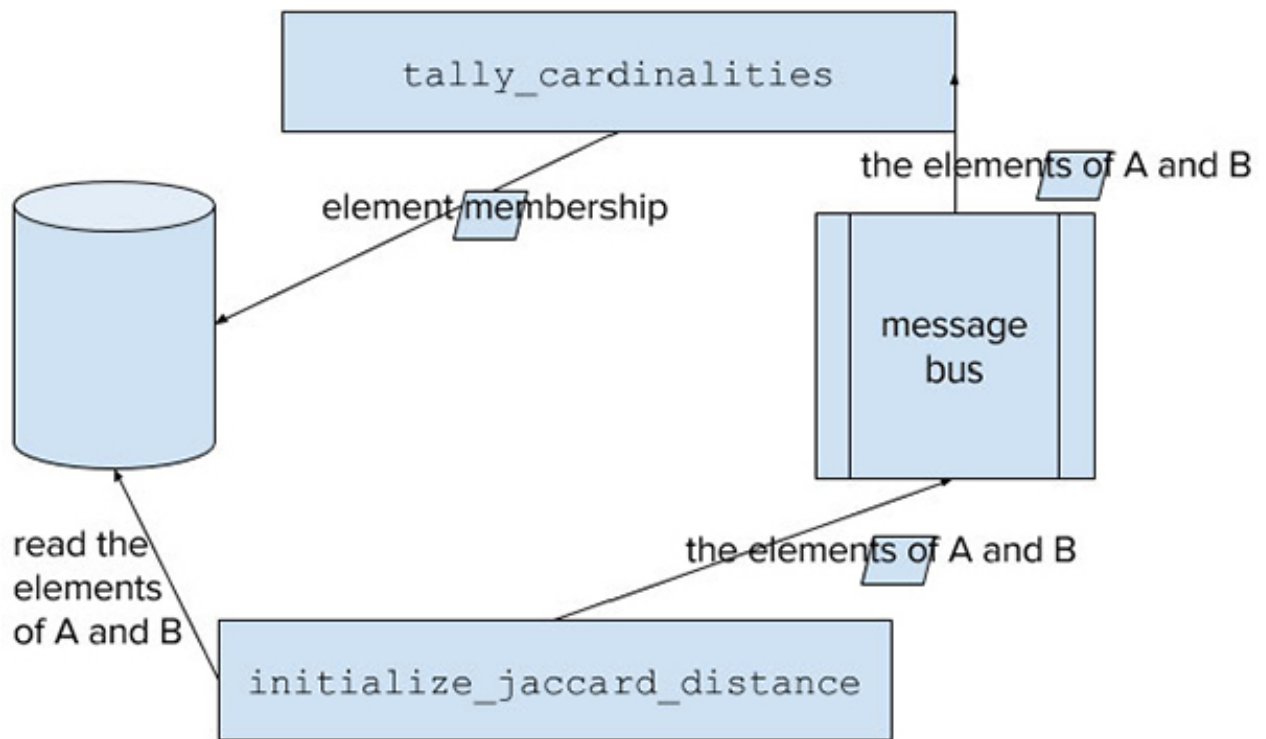 tally_cardinalities
the elements of A and B
element membership
message
bus
read the
elements
of A and B
the elements of A and B
initialize_jaccard_distance